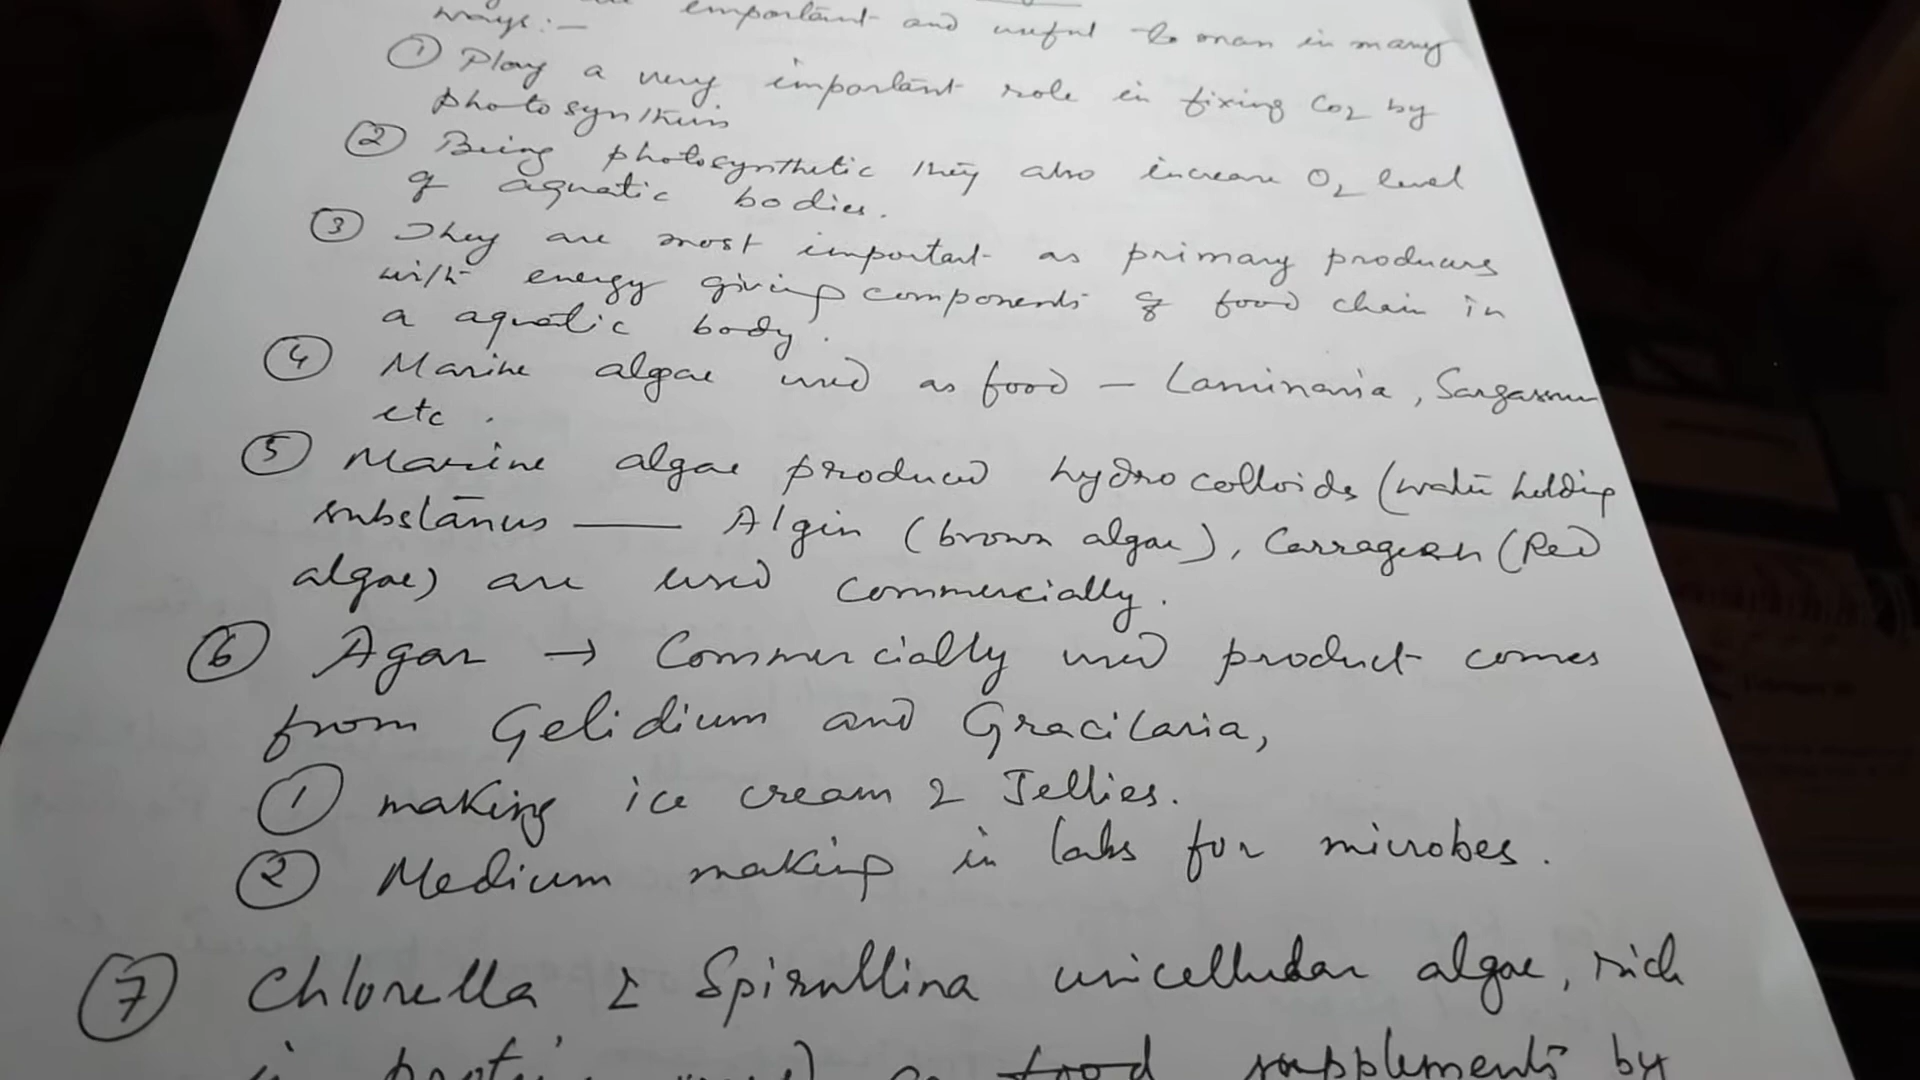 important and useful to man in many
ways:-
① Play a very important role in fixing CO2 by
photosynthesis
② Being photosynthetic they also increase O2 level
of aquatic bodies.
③ They are most important as primary producers
with energy giving components of food chain in
a aquatic body.
④ Marine algae used as food - Laminaria, Sargassum
etc.
⑤ Marine algae produced hydrocolloids (water holding
substances — Algin (brown algae), Carragean (Red
algae) are used commercially.
⑥ Agar → Commercially used product comes
from Gelidium and Gracilaria,
① making ice cream & Jellies.
② Medium making in labs for microbes.
⑦ Chlorella & Spirullina unicellular algae, rich
food supplements by